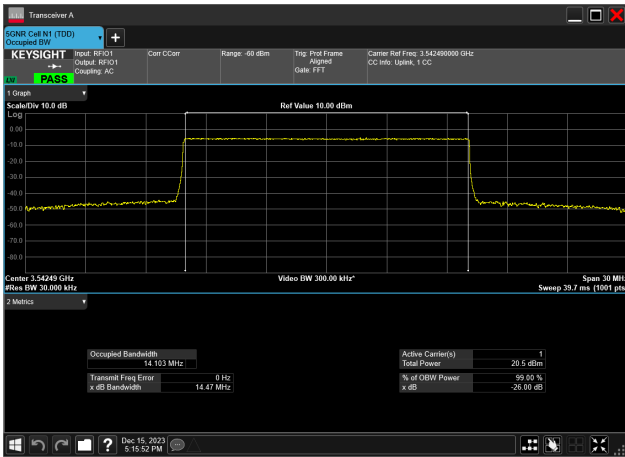 Transceiver A
5GNR Cell N1 (TDD)
Occupied BW
KEYSIGHT
Input: RFIO1
Output: RFIO1
Coupling: AC
Corr CCorr
Range: -60 dBm
Trig: Prot Frame
Aligned
Gate: FFT
Carrier Ref Freq: 3.542490000 GHz
CC Info: Uplink, 1 CC
PASS
1 Graph
Scale/Div 10.0 dB
Ref Value 10.00 dBm
Log
0.00
-10.0
-20.0
-30.0
-40.0
-50.0
-60.0
-70.0
-80.0
Center 3.54249 GHz
Video BW 300.00 kHz*
Span 30 MHz
#Res BW 30.000 kHz
Sweep 39.7 ms (1001 pts
2 Metrics
Occupied Bandwidth
14.103 MHz
Transmit Freq Error 0 Hz
x dB Bandwidth 14.47 MHz
Active Carrier(s) 1
Total Power 20.5 dBm
% of OBW Power 99.00 %
x dB -26.00 dB
Dec 15, 2023
5:15:52 PM